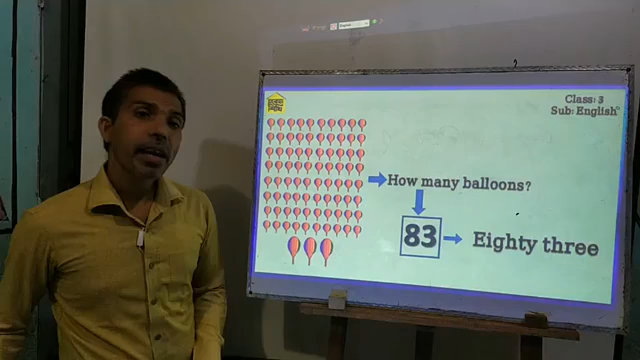 Class: 3
Sub: English
How many balloons?
83
Eighty three